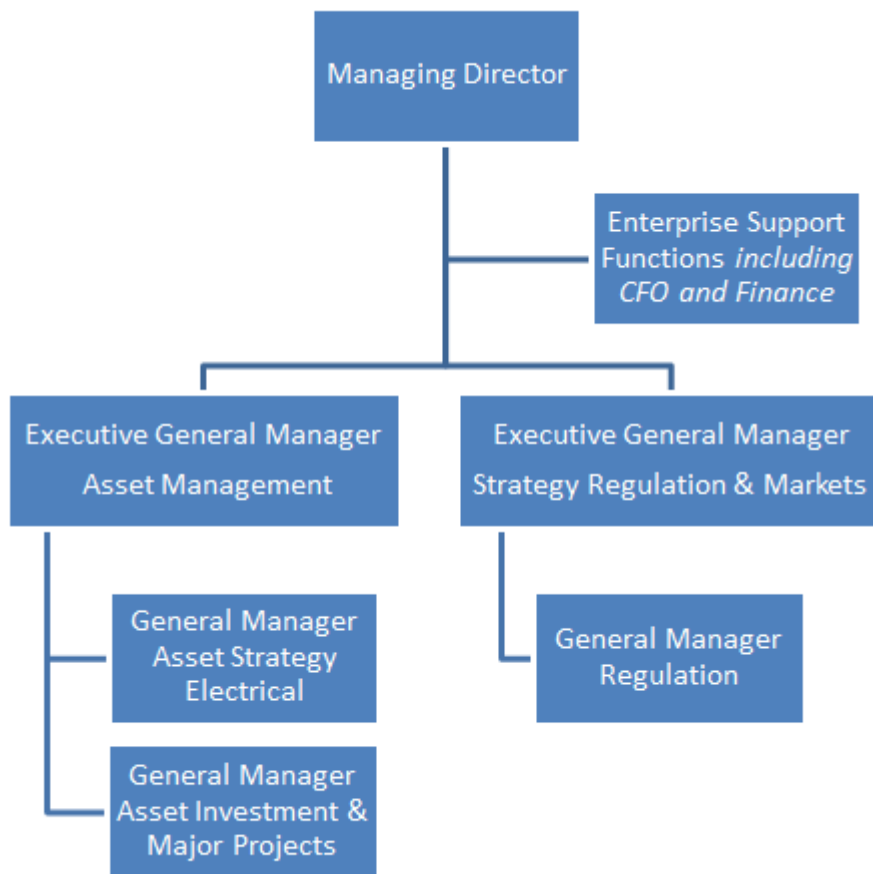 Managing Director
Enterprise Support
Functions including
CFO and Finance
Executive General Manager
Asset Management
Executive General Manager
Strategy Regulation & Markets
General Manager
Asset Strategy
Electrical
General Manager
Regulation
General Manager
Asset Investment &
Major Projects